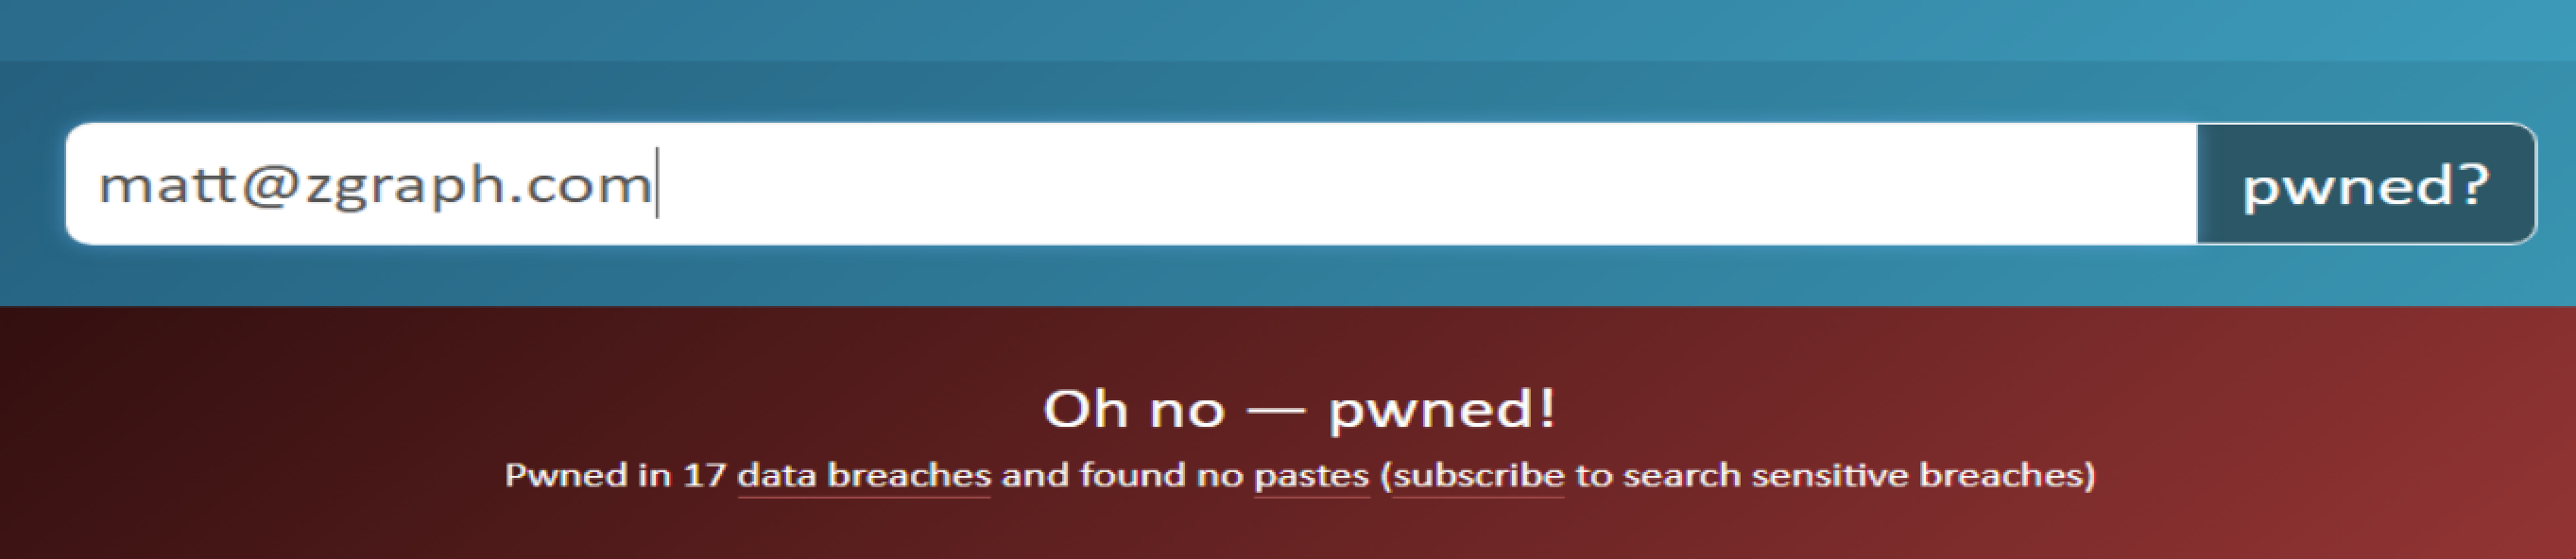 matt@zgraph.com
pwned?
Oh no — pwned!
Pwned in 17 data breaches and found no pastes (subscribe to search sensitive breaches)